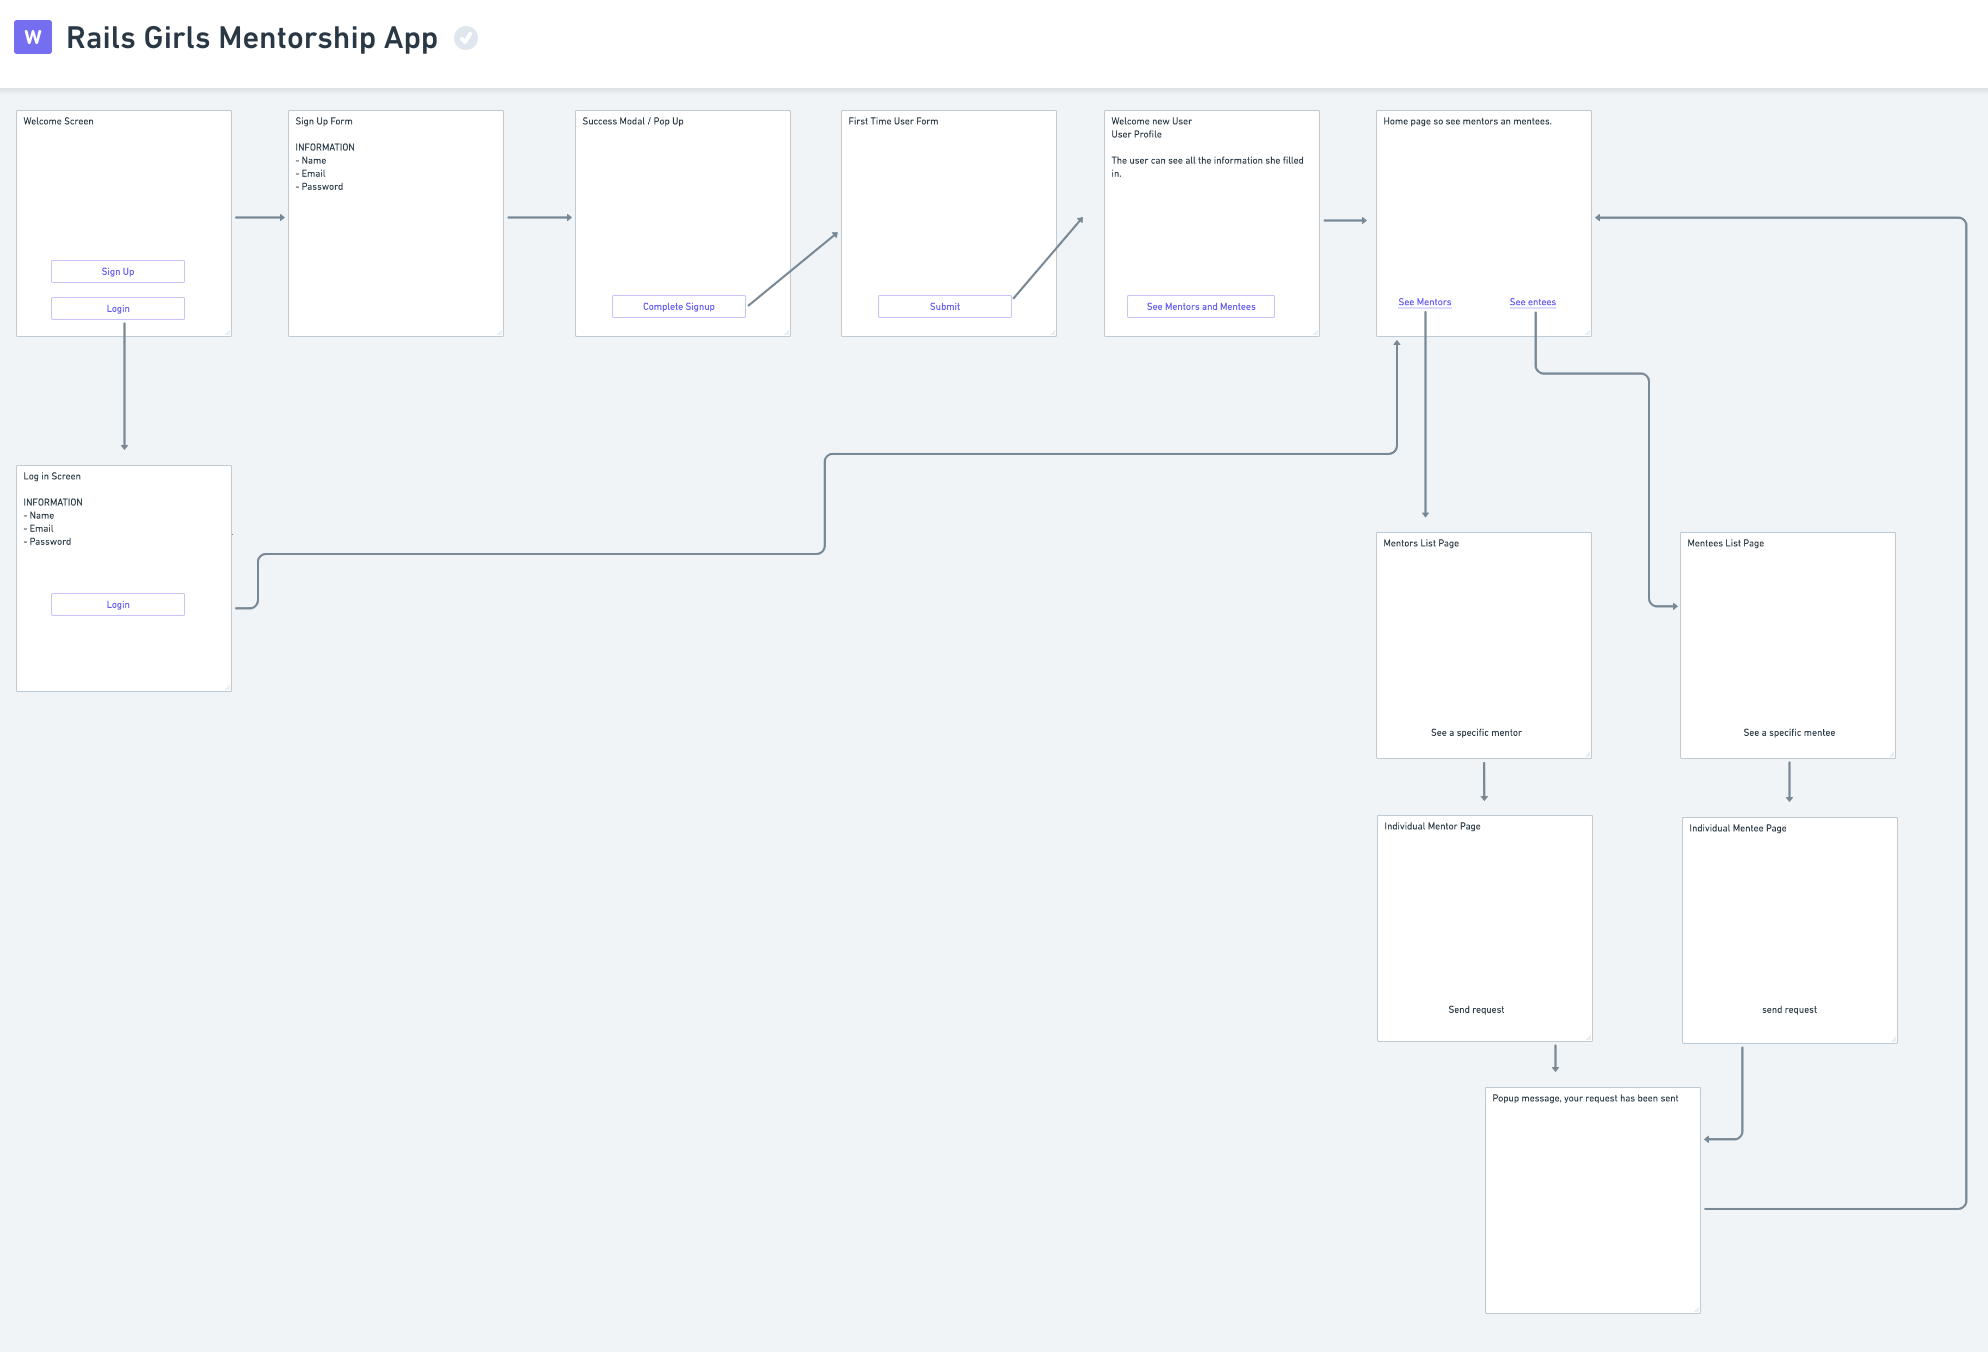 W Rails Girls Mentorship App
Welcome Screen
Sign Up
Login
Sign Up Form
INFORMATION
- Name
- Email
- Password
Success Modal / Pop Up
Complete Signup
First Time User Form
Submit
Welcome new User
User Profile
The user can see all the information she filled
in.
See Mentors and Mentees
Home page so see mentors an mentees.
See Mentors
See entees
Log in Screen
INFORMATION
- Name
- Email
- Password
Login
Mentors List Page
See a specific mentor
Mentees List Page
See a specific mentee
Individual Mentor Page
Send request
Individual Mentee Page
send request
Popup message, your request has been sent